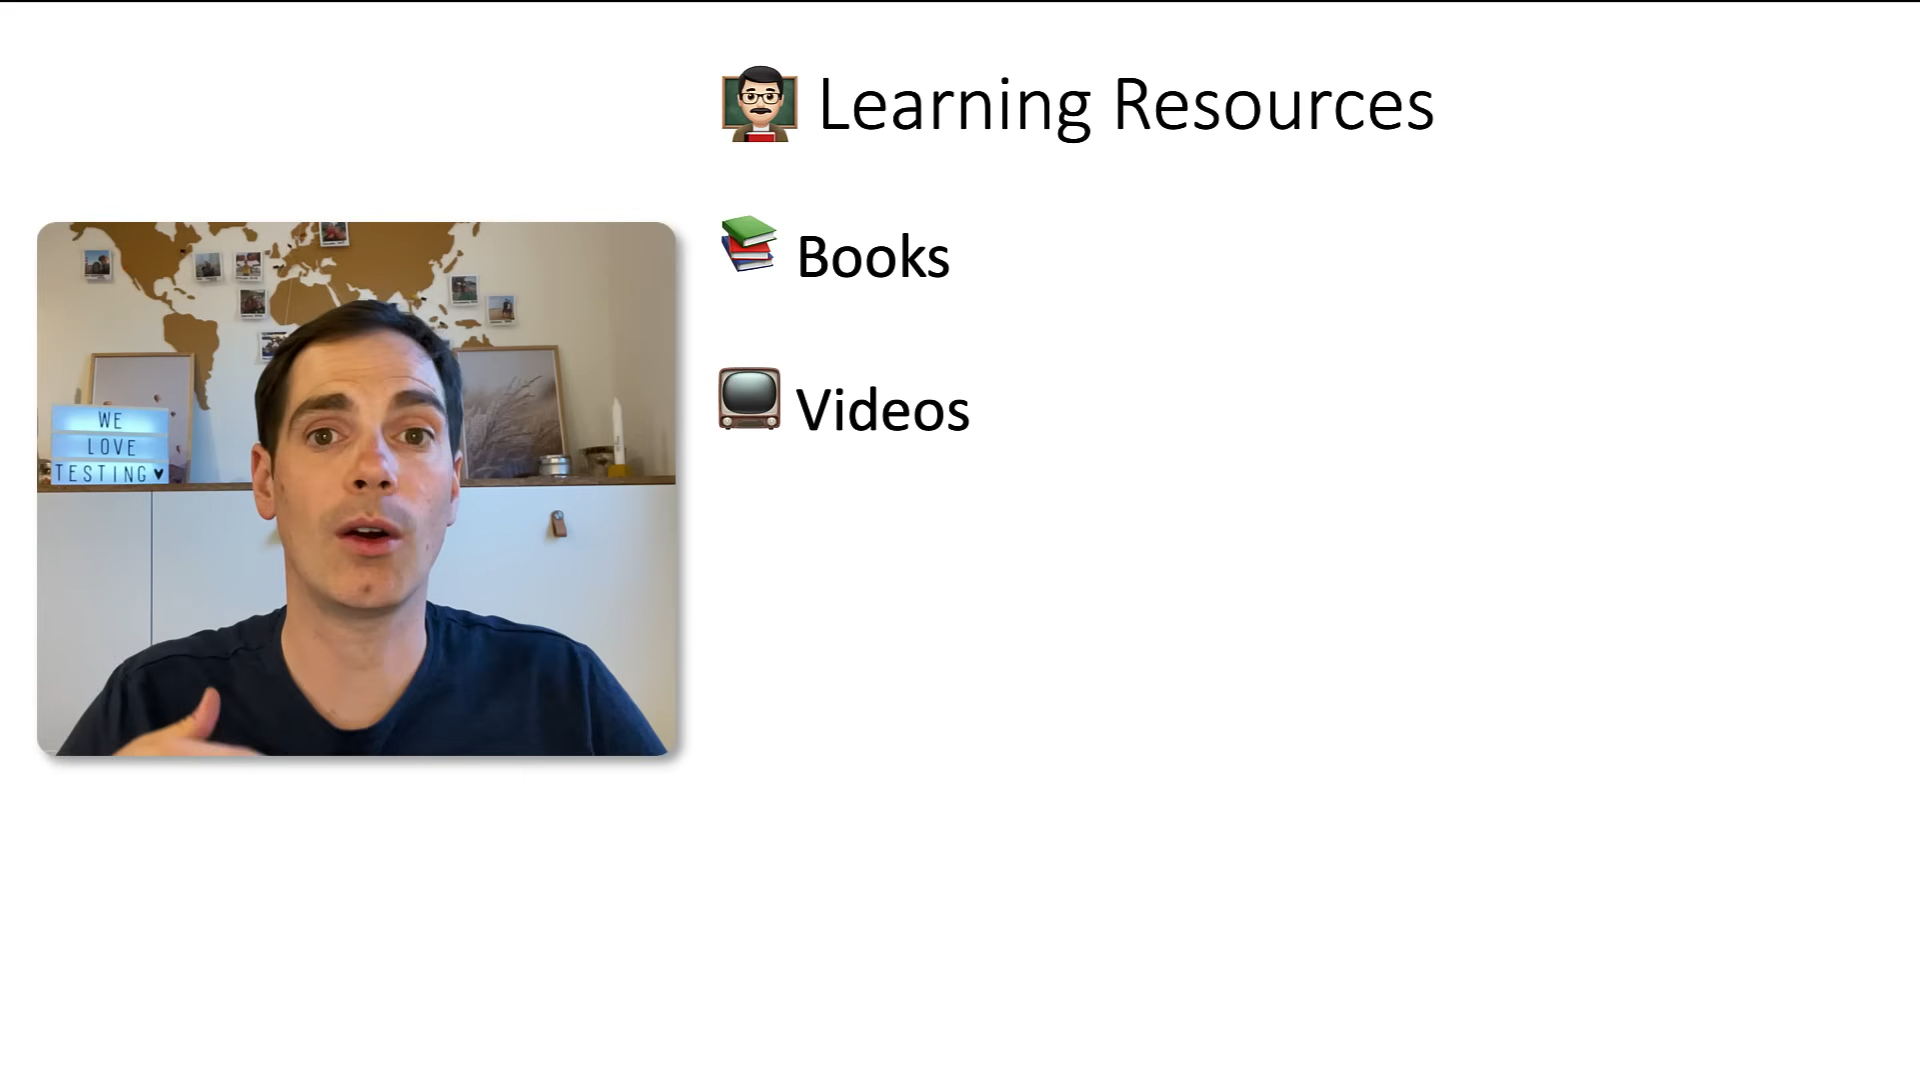 Learning Resources
Books
Videos
WE
LOVE
TESTING ♥